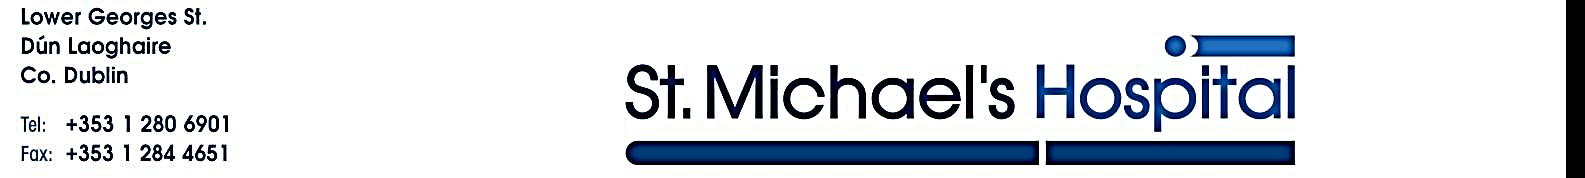 Lower Georges St.
Dún Laoghaire
Co. Dublin
Tel: +353 1 280 6901
Fax: +353 1 284 4651
St. Michael's Hospital